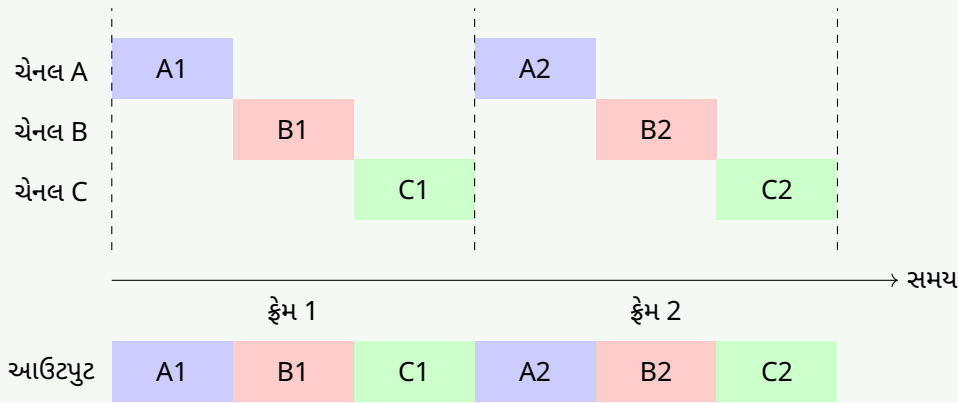 ચેનલ A A1 A2
ચેનલ B B1 B2
ચેનલ C C1 C2
સમય
ફ્રેમ 1 ફ્રેમ 2
આઉટપુટ A1 B1 C1 A2 B2 C2